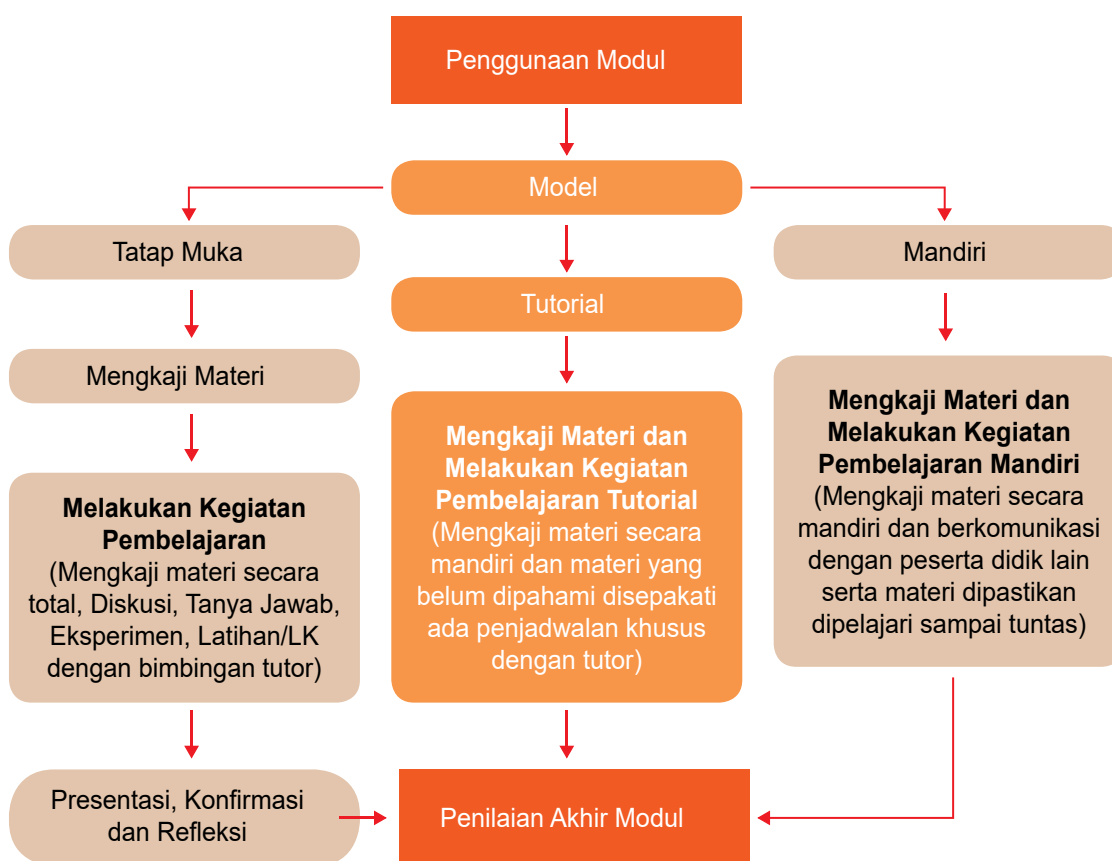 Penggunaan Modul
Model
Tatap Muka
Mengkaji Materi
Melakukan Kegiatan
Pembelajaran
(Mengkaji materi secara
total, Diskusi, Tanya Jawab,
Eksperimen, Latihan/LK
dengan bimbingan tutor)
Presentasi, Konfirmasi
dan Refleksi
Tutorial
Mengkaji Materi dan
Melakukan Kegiatan
Pembelajaran Tutorial
(Mengkaji materi secara
mandiri dan materi yang
belum dipahami disepakati
ada penjadwalan khusus
dengan tutor)
Mandiri
Mengkaji Materi dan
Melakukan Kegiatan
Pembelajaran Mandiri
(Mengkaji materi secara
mandiri dan berkomunikasi
dengan peserta didik lain
serta materi dipastikan
dipelajari sampai tuntas)
Penilaian Akhir Modul